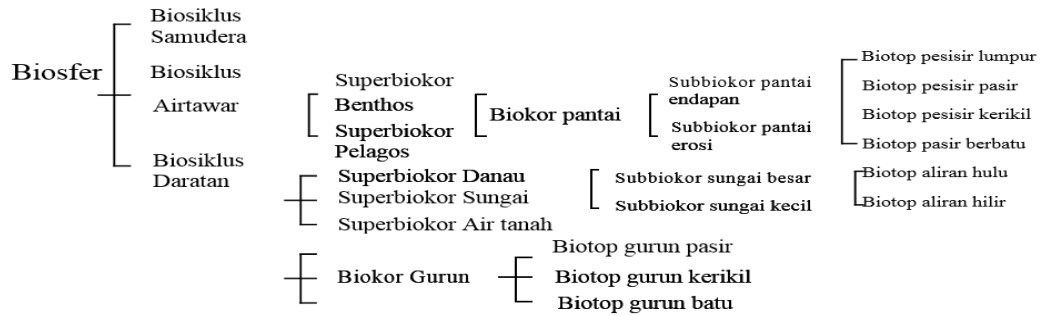 Biosfer
Biosiklus
Samudera
Biosiklus
Airtawar
Biosiklus
Daratan
Superbiokor
Benthos
Superbiokor
Pelagos
Biokor pantai
Subbiokor pantai
endapan
Subbiokor pantai
erosi
Biotop pesisir lumpur
Biotop pesisir pasir
Biotop pesisir kerikil
Biotop pasir berbatu
Superbiokor Danau
Superbiokor Sungai
Superbiokor Air tanah
Subbiokor sungai besar
Subbiokor sungai kecil
Biotop aliran hulu
Biotop aliran hilir
Biokor Gurun
Biotop gurun pasir
Biotop gurun kerikil
Biotop gurun batu